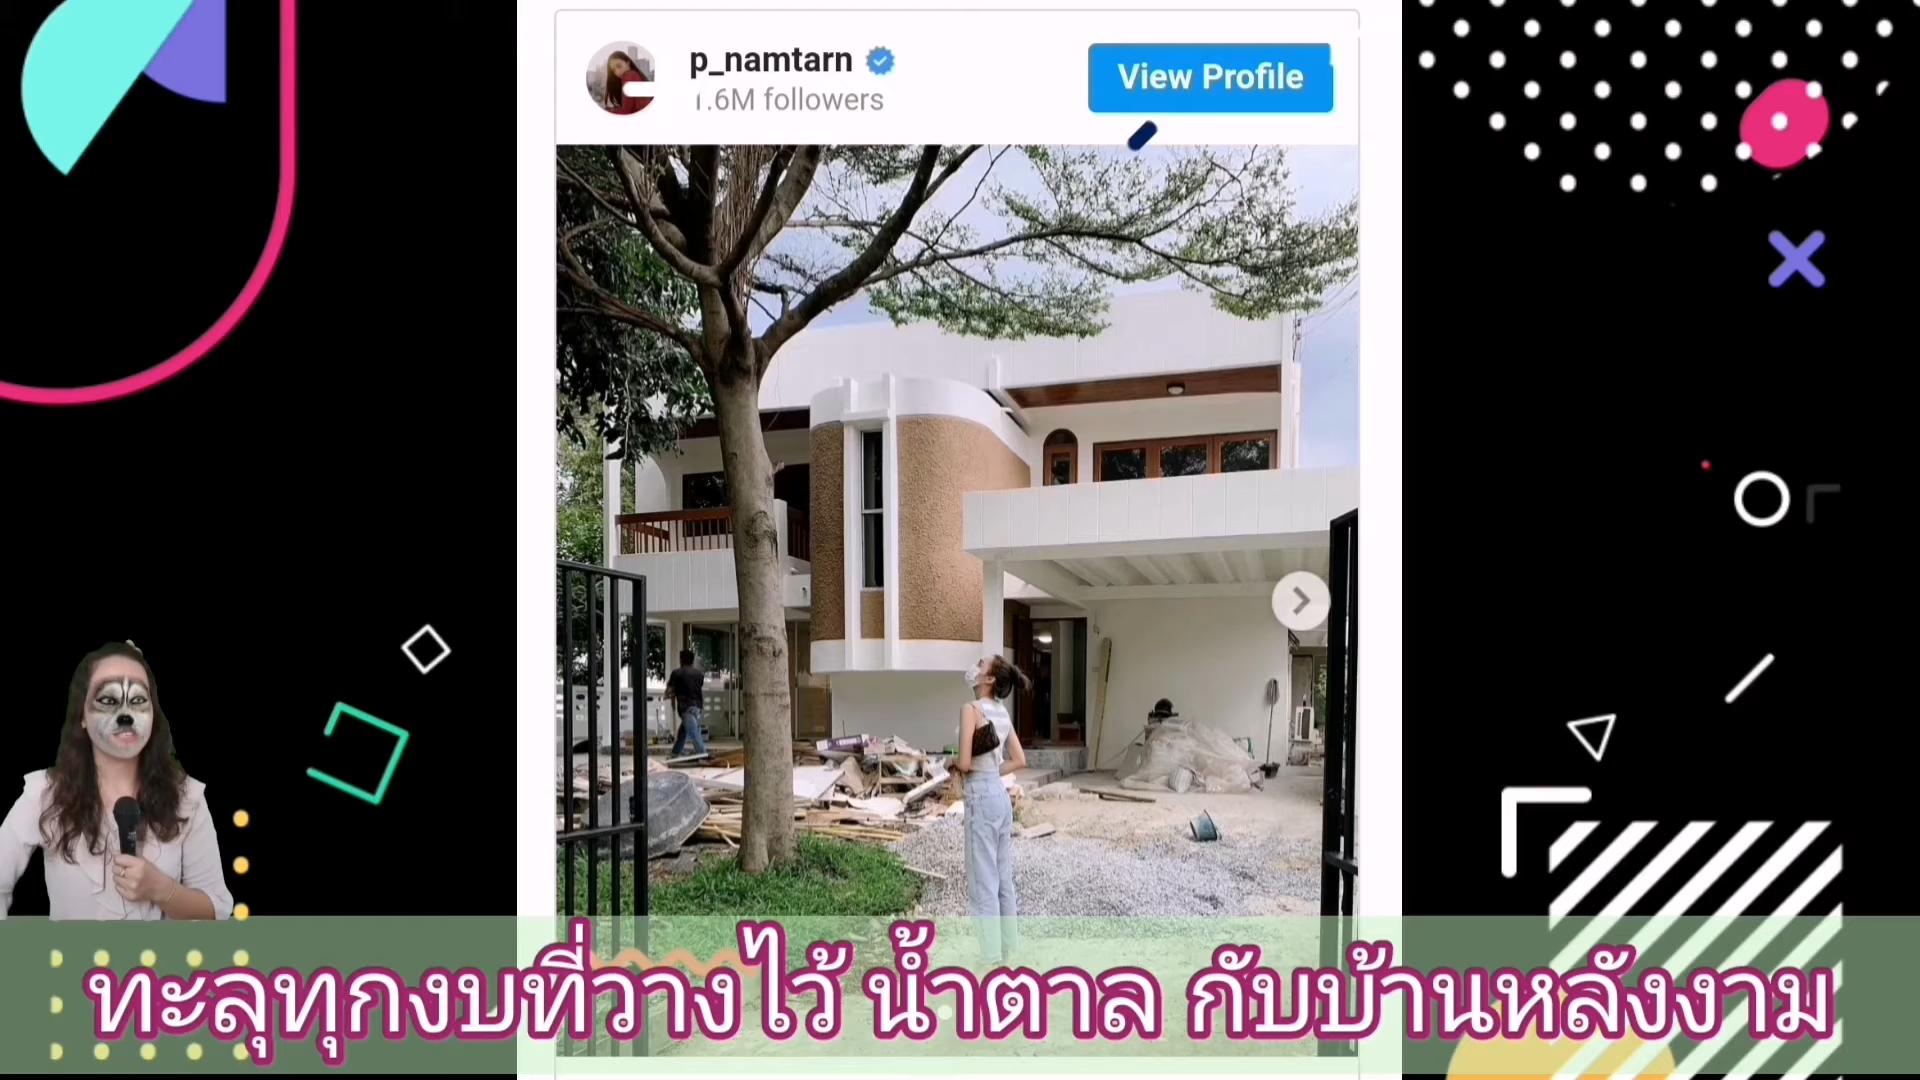 p_namtarn
1.6M followers
View Profile
ทะลุทุกงบที่วางไว้ น้ำตาล กับบ้านหลังงาม